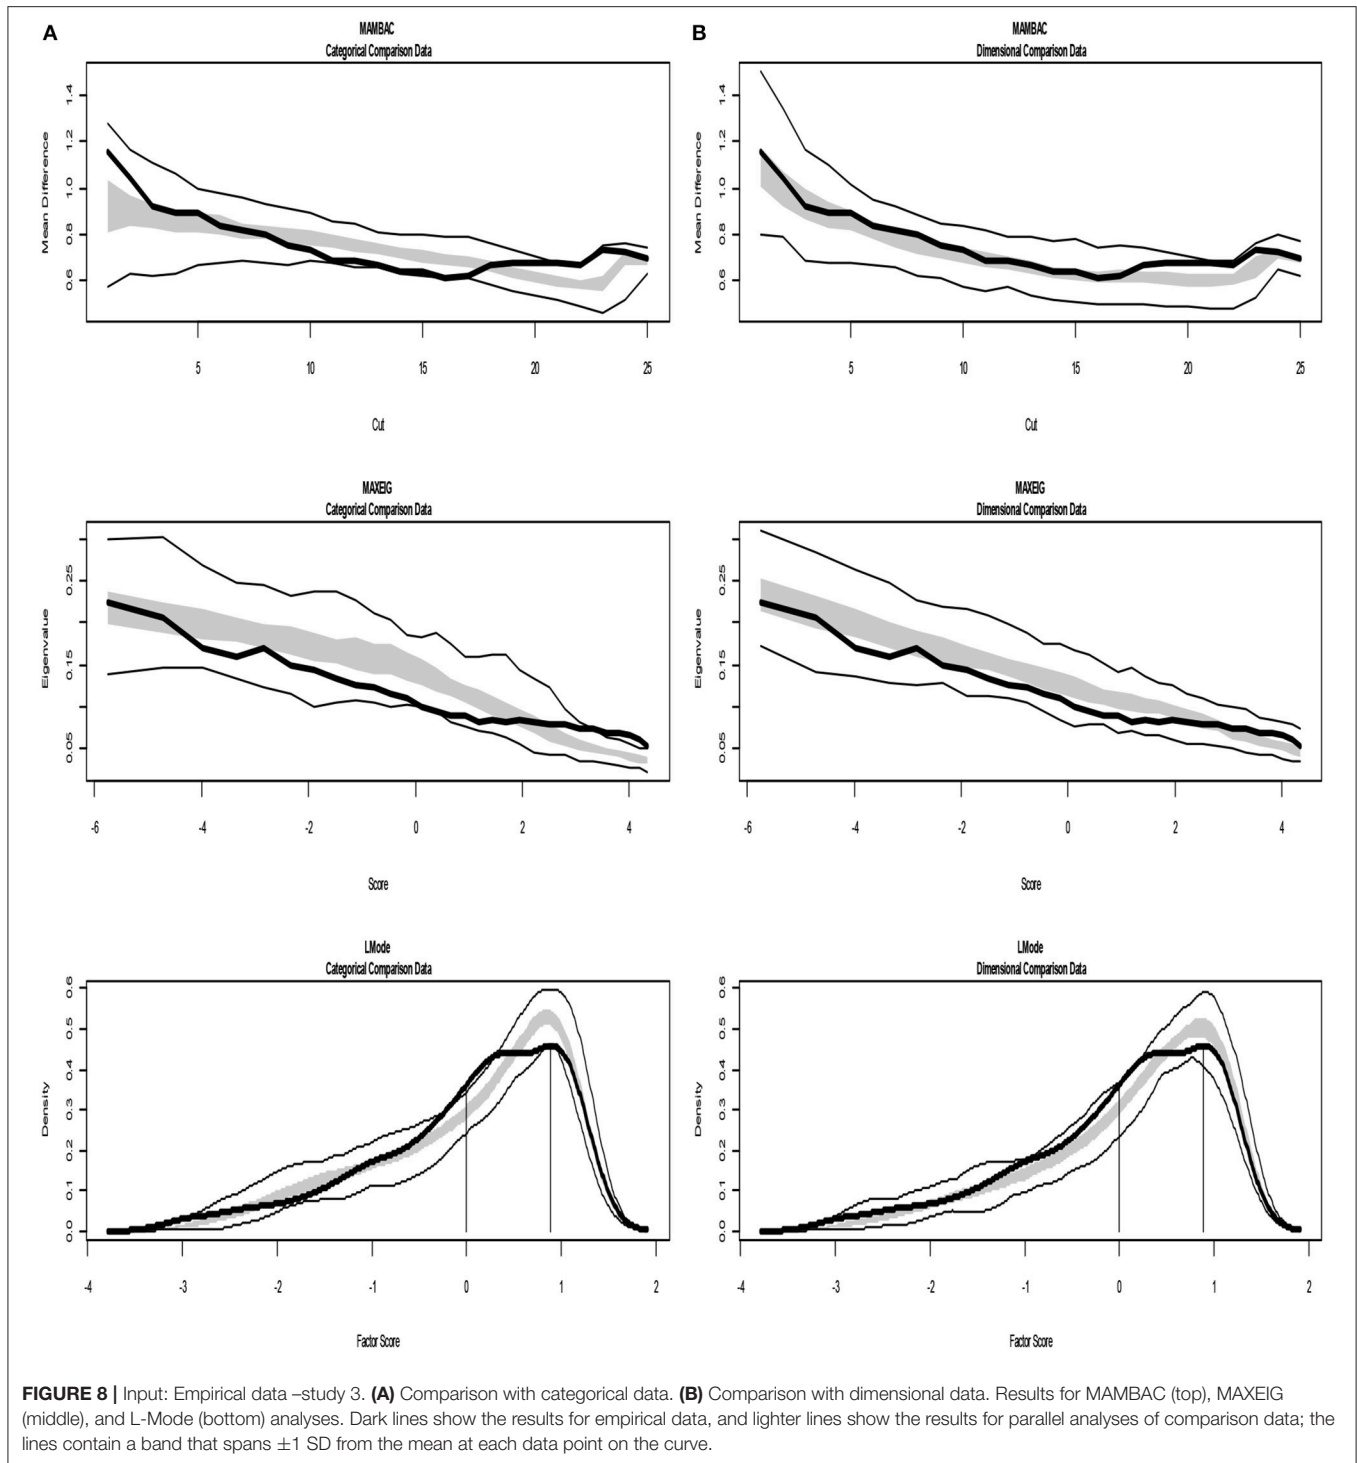 A
MAMBAC
Categorical Comparison Data
Mean Difference
0.6 0.8 1.0 1.2 1.4
5 10 15 20 25
Cut
B
MAMBAC
Dimensional Comparison Data
Mean Difference
0.6 0.8 1.0 1.2 1.4
5 10 15 20 25
Cut
MAXEIG
Categorical Comparison Data
Eigenvalue
0.05 0.15 0.25
-6 -4 -2 0 2 4
Score
MAXEIG
Dimensional Comparison Data
Eigenvalue
0.05 0.15 0.25
-6 -4 -2 0 2 4
Score
LMode
Categorical Comparison Data
Density
0.0 0.1 0.2 0.3 0.4 0.5 0.6
-4 -3 -2 -1 0 1 2
Factor Score
LMode
Dimensional Comparison Data
Density
0.0 0.1 0.2 0.3 0.4 0.5 0.6
-4 -3 -2 -1 0 1 2
Factor Score
FIGURE 8 | Input: Empirical data –study 3. (A) Comparison with categorical data. (B) Comparison with dimensional data. Results for MAMBAC (top), MAXEIG
(middle), and L-Mode (bottom) analyses. Dark lines show the results for empirical data, and lighter lines show the results for parallel analyses of comparison data; the
lines contain a band that spans ±1 SD from the mean at each data point on the curve.